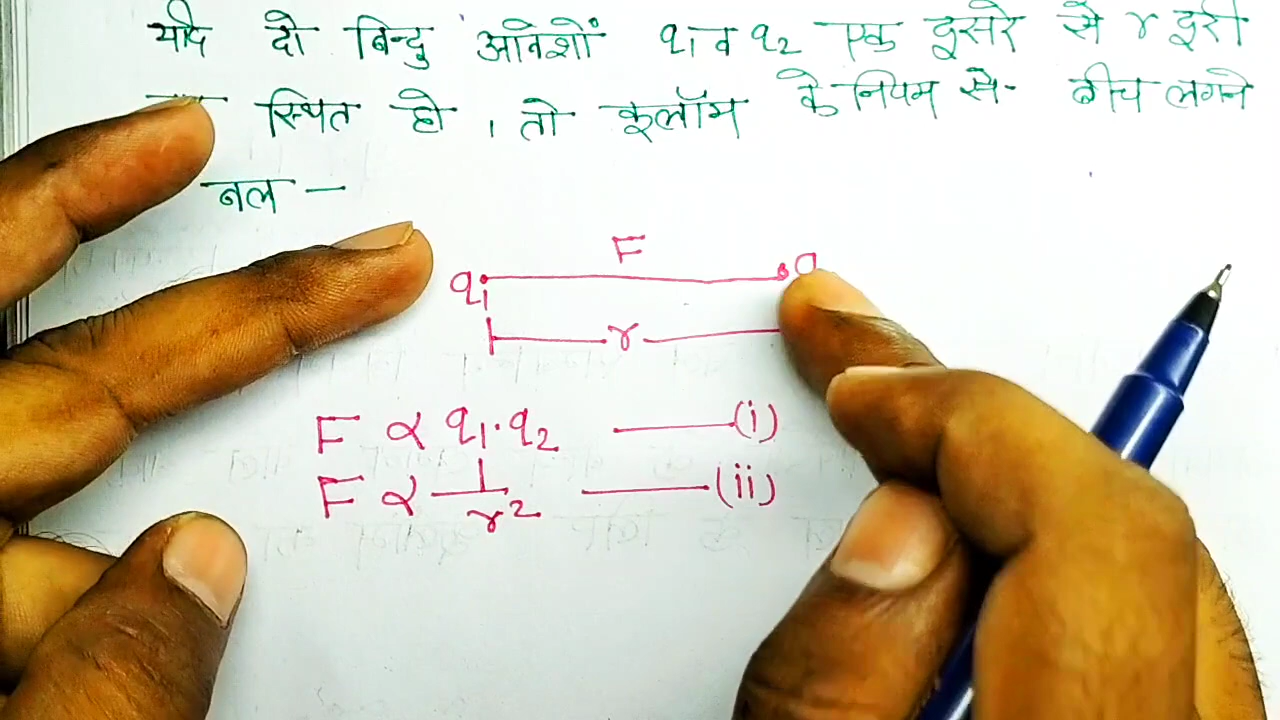 यदि दो बिन्दु आवेशों q₁ व q₂ एक दूसरे से r दूरी
स्थित हो , तो कूलॉम के नियम से- बीच लगने
बल –
F
q₁
r
F ∝ q₁·q₂ ——— (i)
F ∝ 1/r² ——— (ii)